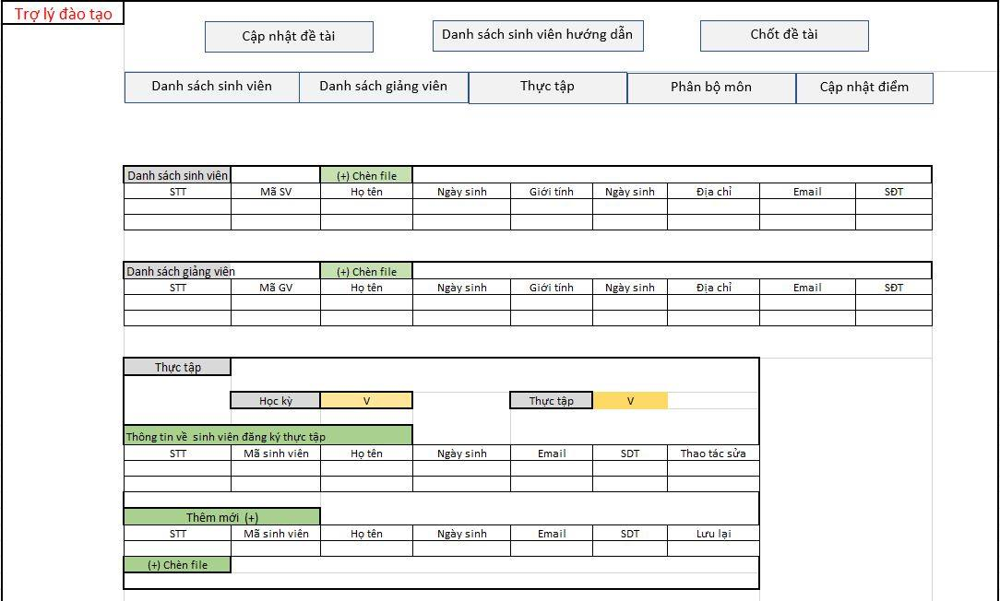 Trợ lý đào tạo
Cập nhật đề tài
Danh sách sinh viên hướng dẫn
Chốt đề tài
Danh sách sinh viên
Danh sách giảng viên
Thực tập
Phân bộ môn
Cập nhật điểm
Danh sách sinh viên (+) Chèn file
STT Mã SV Họ tên Ngày sinh Giới tính Ngày sinh Địa chỉ Email SĐT
Danh sách giảng viên (+) Chèn file
STT Mã GV Họ tên Ngày sinh Giới tính Ngày sinh Địa chỉ Email SĐT
Thực tập
Học kỳ V Thực tập V
Thông tin về sinh viên đăng ký thực tập
STT Mã sinh viên Họ tên Ngày sinh Email SDT Thao tác sửa
Thêm mới (+)
STT Mã sinh viên Họ tên Ngày sinh Email SDT Lưu lại
(+) Chèn file